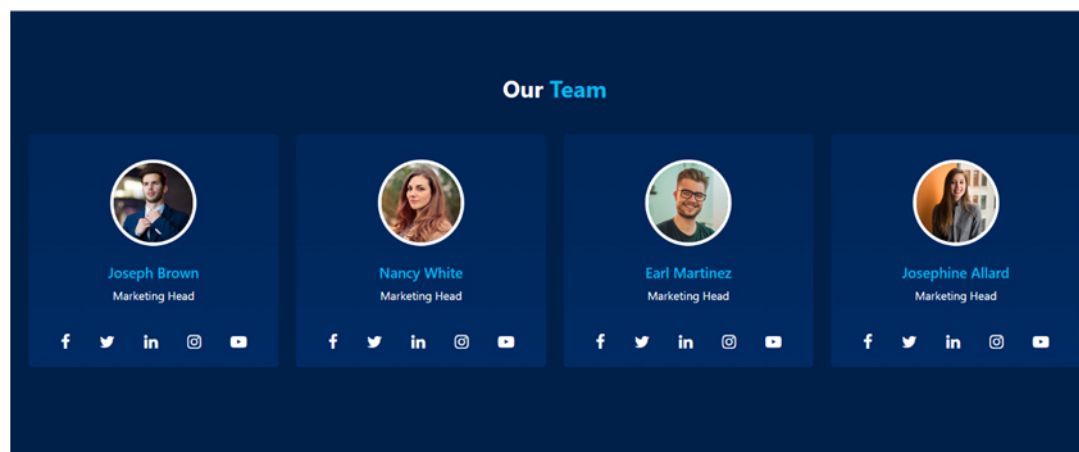 Our Team
Joseph Brown
Marketing Head
Nancy White
Marketing Head
Earl Martinez
Marketing Head
Josephine Allard
Marketing Head